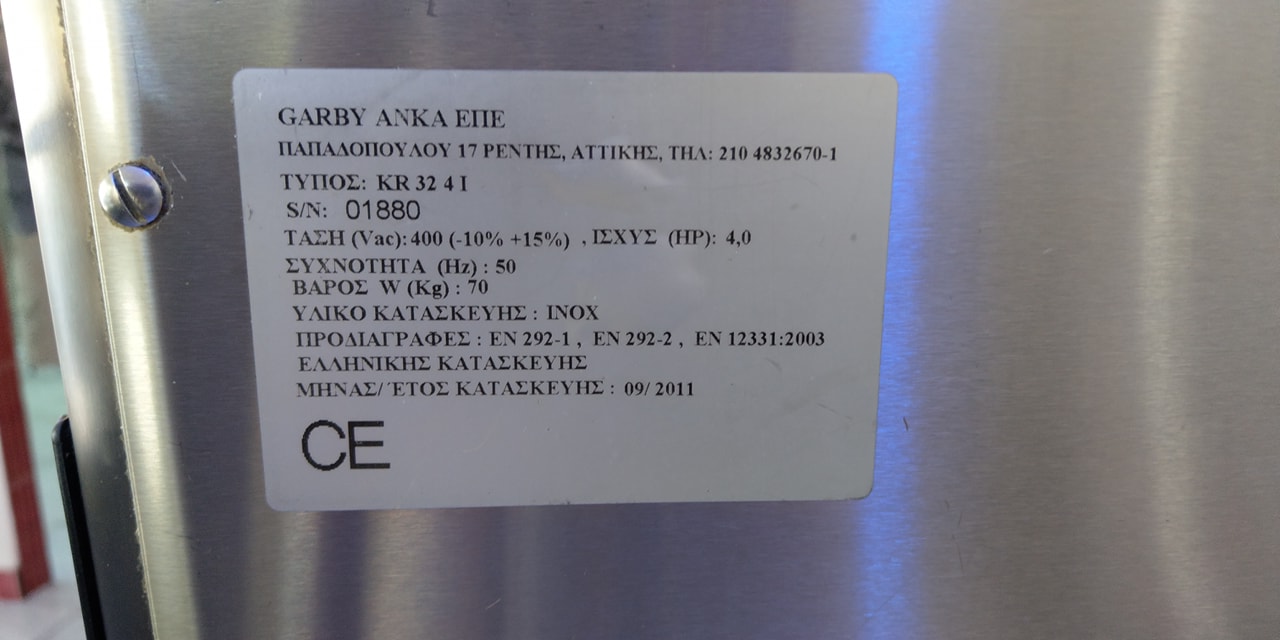 GARBY ΑΝΚΑ ΕΠΕ
ΠΑΠΑΔΟΠΟΥΛΟΥ 17 ΡΕΝΤΗΣ, ΑΤΤΙΚΗΣ, ΤΗΛ: 210 4832670-1
ΤΥΠΟΣ: KR 32 4 I
S/N: 01880
ΤΑΣΗ (Vac): 400 (-10% +15%) , ΙΣΧΥΣ (HP): 4,0
ΣΥΧΝΟΤΗΤΑ (Hz) : 50
ΒΑΡΟΣ W (Kg) : 70
ΥΛΙΚΟ ΚΑΤΑΣΚΕΥΗΣ : INOX
ΠΡΟΔΙΑΓΡΑΦΕΣ : EN 292-1 , EN 292-2 , EN 12331:2003
ΕΛΛΗΝΙΚΗΣ ΚΑΤΑΣΚΕΥΗΣ
ΜΗΝΑΣ/ ΈΤΟΣ ΚΑΤΑΣΚΕΥΗΣ : 09/ 2011
CE